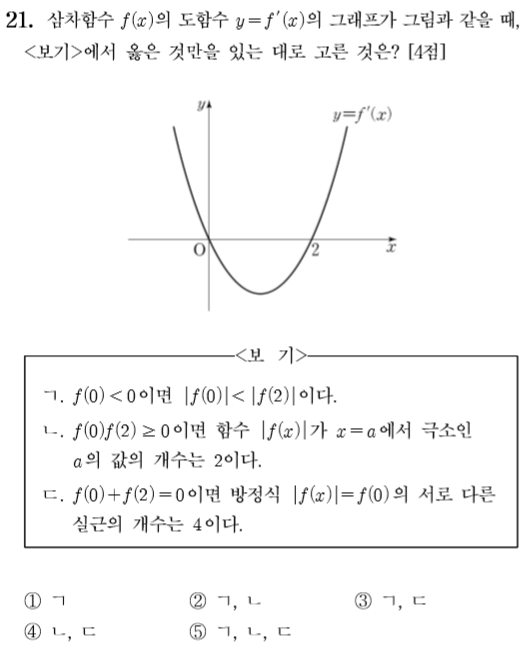 21. 삼차함수 f(x)의 도함수 y=f′(x)의 그래프가 그림과 같을 때,
<보기>에서 옳은 것만을 있는 대로 고른 것은? [4점]
y
y=f′(x)
O
2
x
<보 기>
ㄱ. f(0)<0이면 |f(0)|<|f(2)|이다.
ㄴ. f(0)f(2)≥0이면 함수 |f(x)|가 x=a에서 극소인
a의 값의 개수는 2이다.
ㄷ. f(0)+f(2)=0이면 방정식 |f(x)|=f(0)의 서로 다른
실근의 개수는 4이다.
① ㄱ ② ㄱ, ㄴ ③ ㄱ, ㄷ
④ ㄴ, ㄷ ⑤ ㄱ, ㄴ, ㄷ